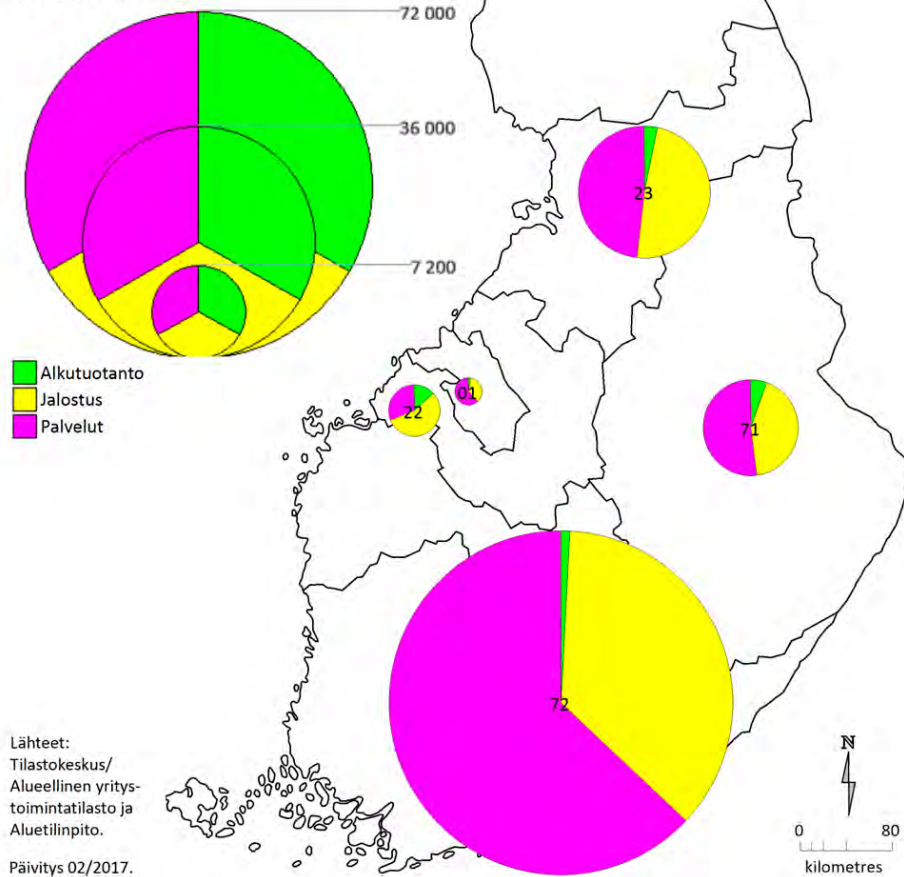 72 000
36 000
7 200
Alkutuotanto
Jalostus
Palvelut
23
01
22
71
72
Lähteet:
Tilastokeskus/
Alueellinen yritys-
toimintatilasto ja
Aluetilinpito.
Päivitys 02/2017.
N
0 80
kilometres